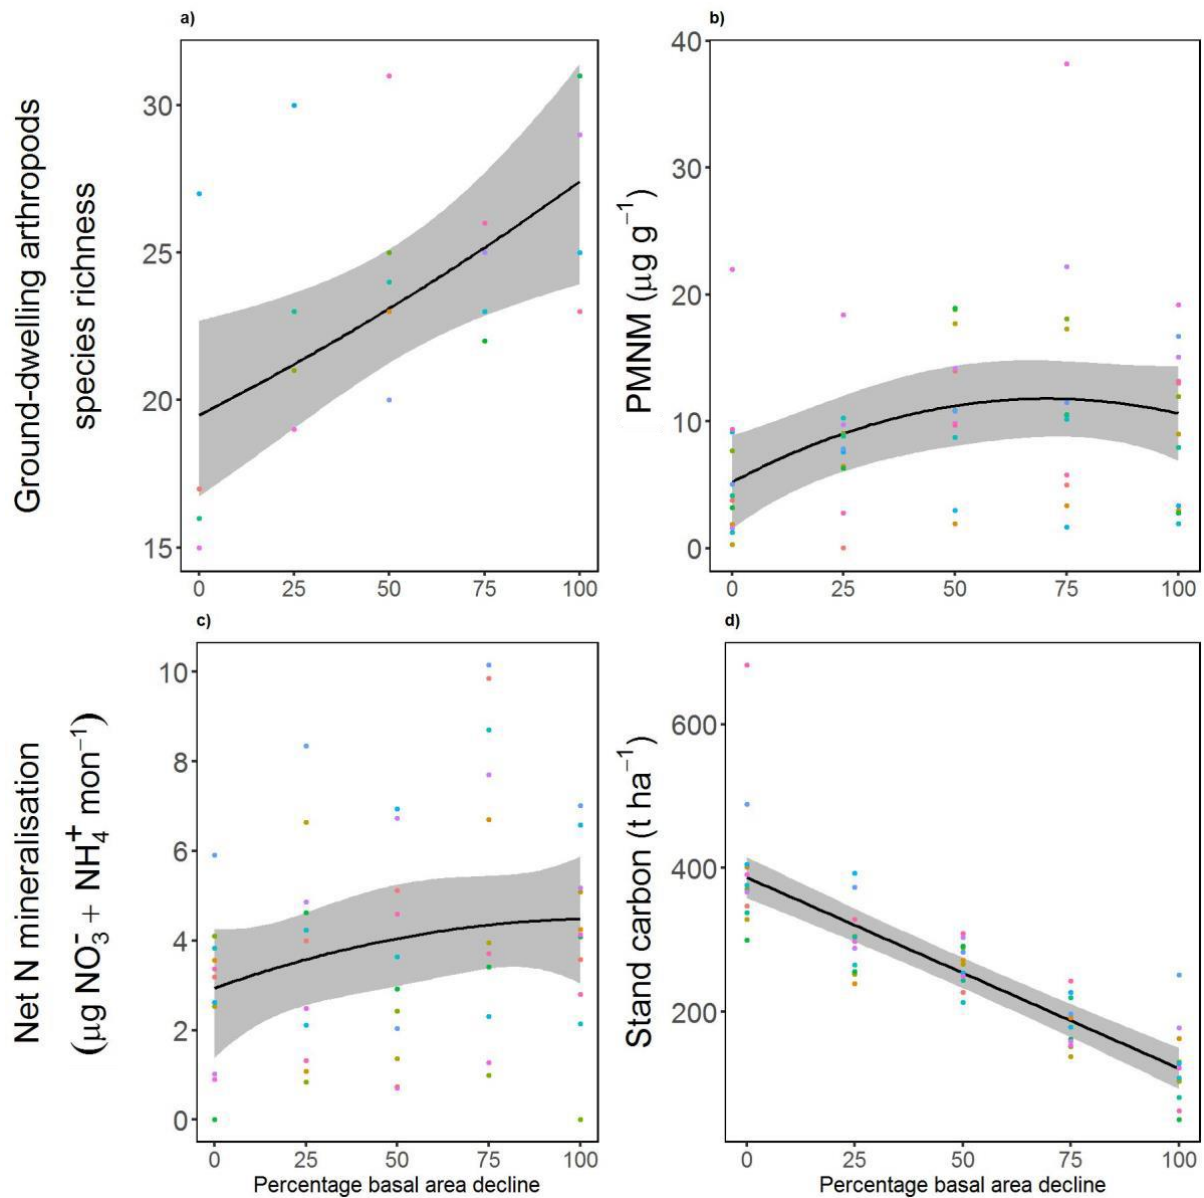 a)
Ground-dwelling arthropods
species richness
30
25
20
15
0 25 50 75 100
b)
PMNM (µg g⁻¹)
40
30
20
10
0
0 25 50 75 100
c)
Net N mineralisation
(µg NO₃⁻ + NH₄⁺ mon⁻¹)
10
8
6
4
2
0
0 25 50 75 100
Percentage basal area decline
d)
Stand carbon (t ha⁻¹)
600
400
200
0 25 50 75 100
Percentage basal area decline